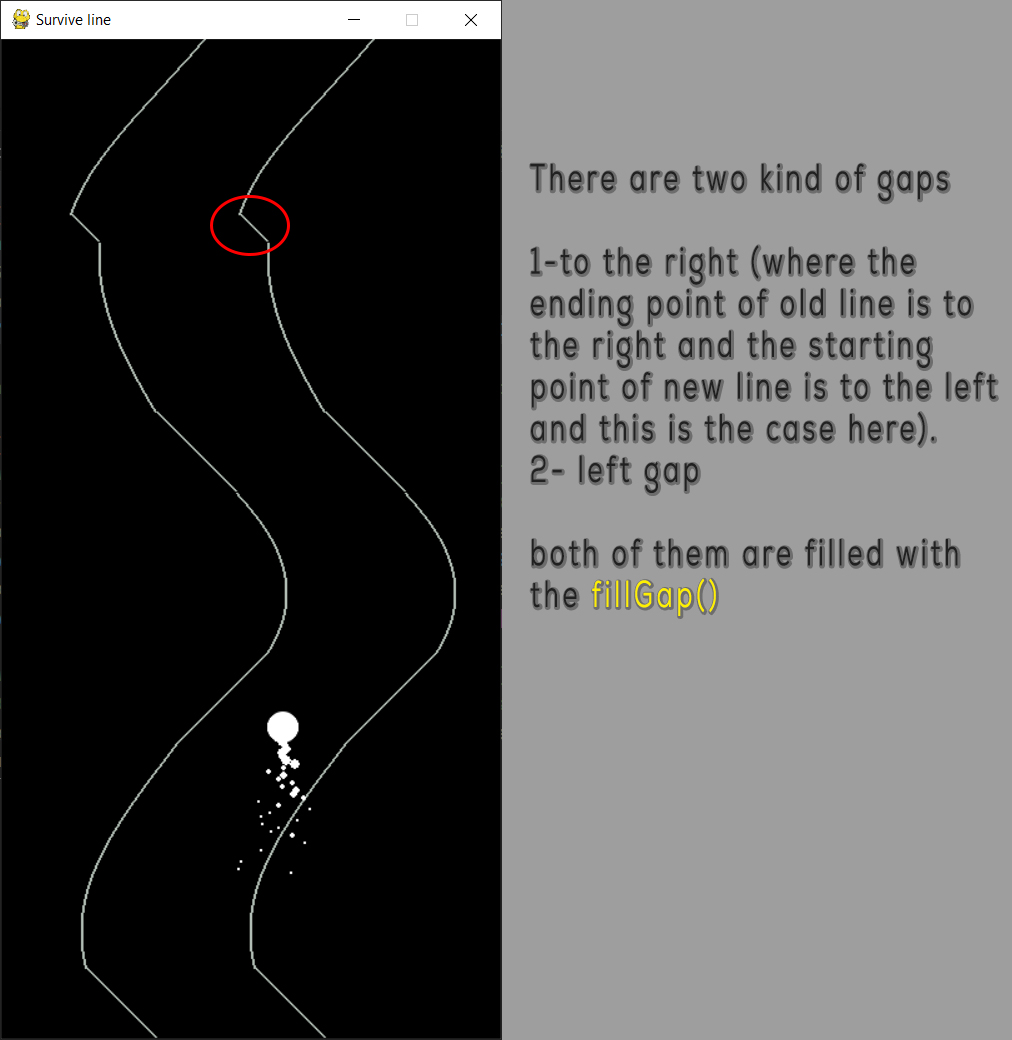 Survive line
There are two kind of gaps
1-to the right (where the
ending point of old line is to
the right and the starting
point of new line is to the left
and this is the case here).
2- left gap
both of them are filled with
the fillGap()